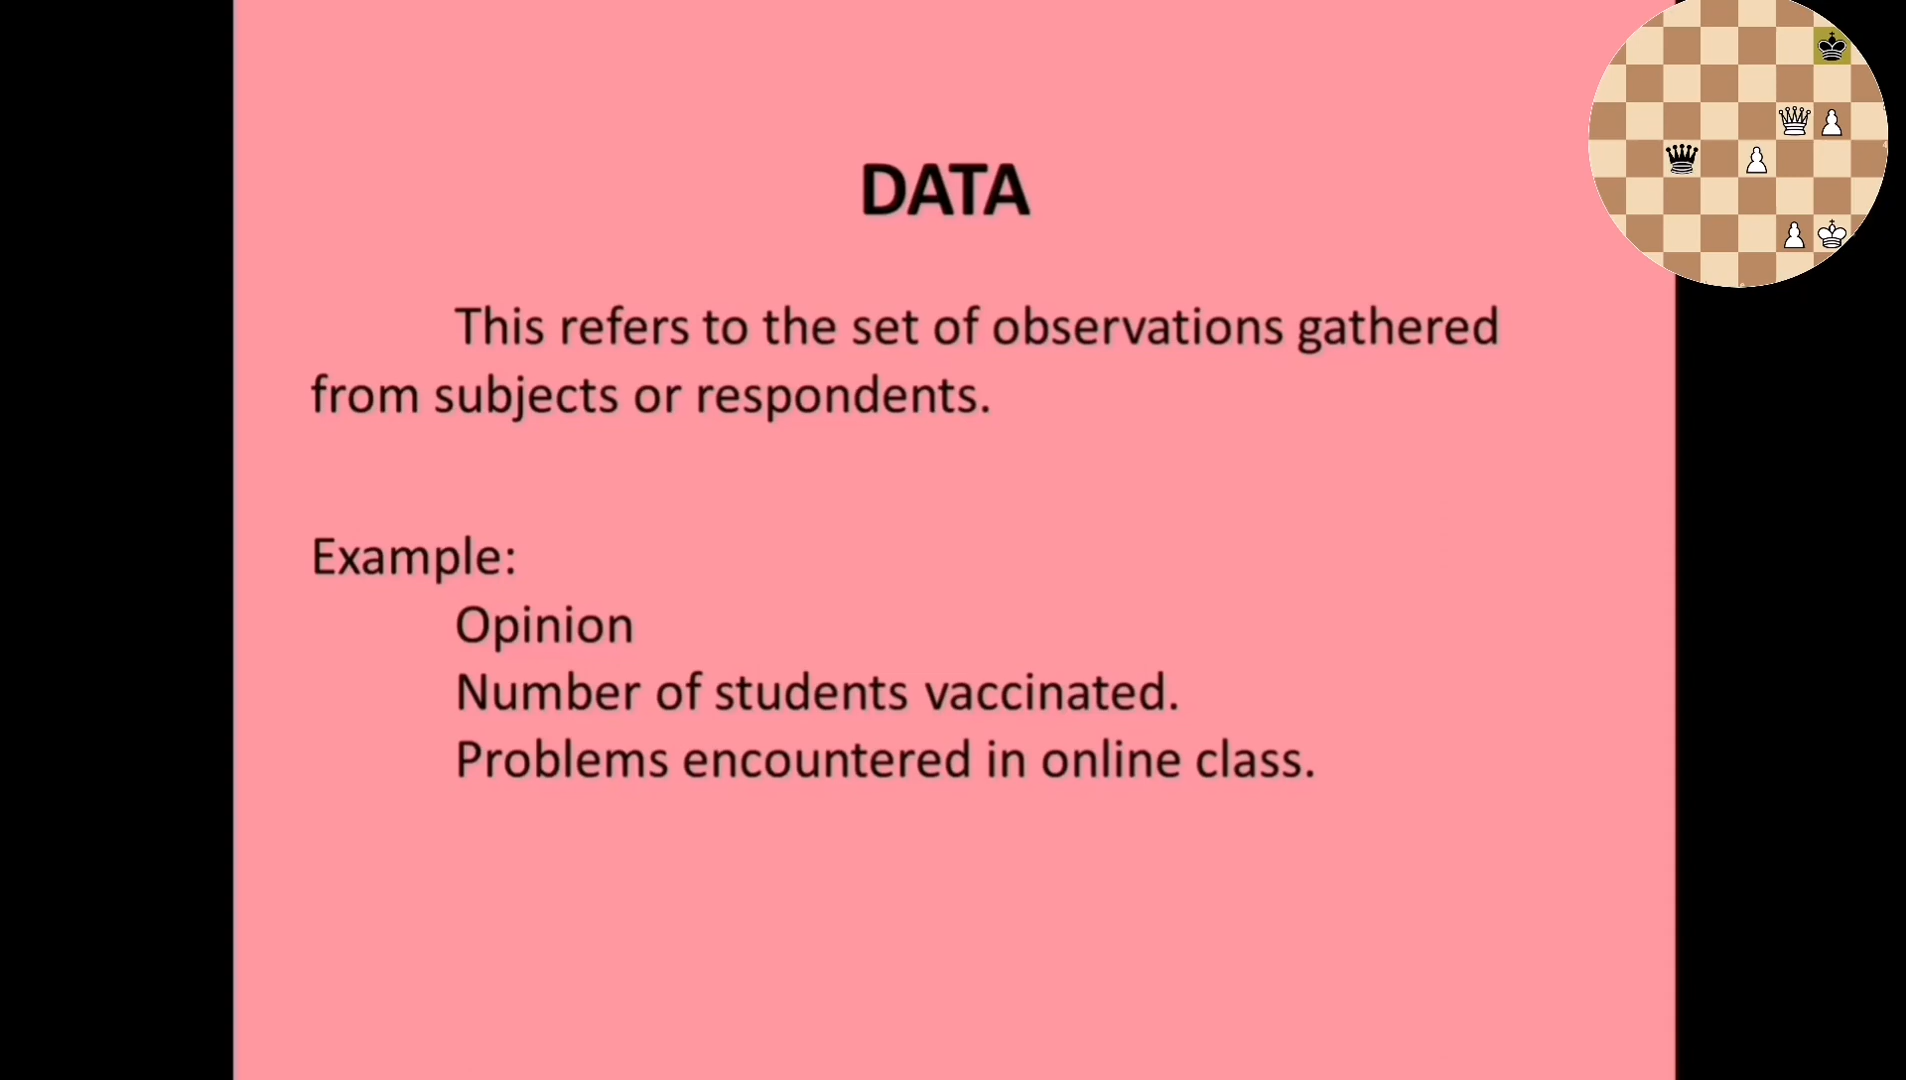 DATA
This refers to the set of observations gathered
from subjects or respondents.
Example:
Opinion
Number of students vaccinated.
Problems encountered in online class.